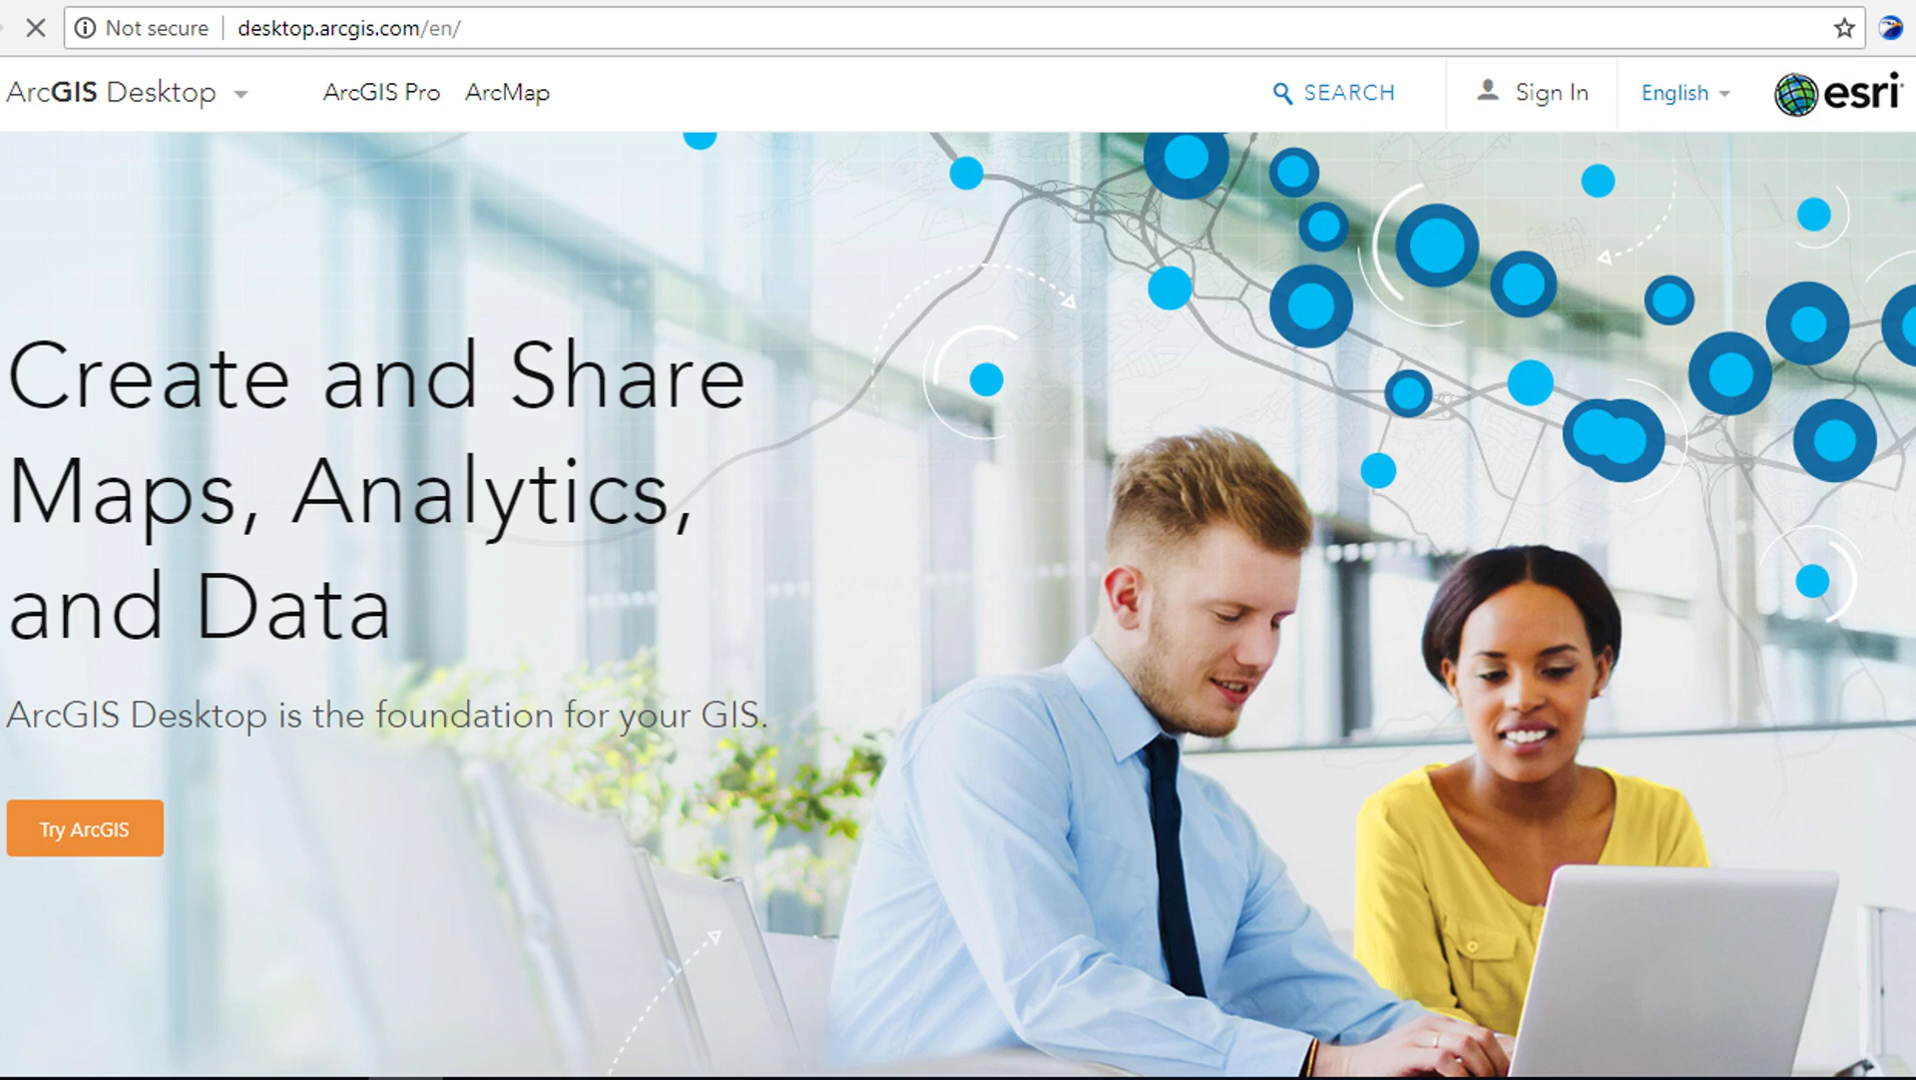 Not secure desktop.arcgis.com/en/
ArcGIS Desktop ArcGIS Pro ArcMap SEARCH Sign In English esri
Create and Share
Maps, Analytics,
and Data
ArcGIS Desktop is the foundation for your GIS.
Try ArcGIS